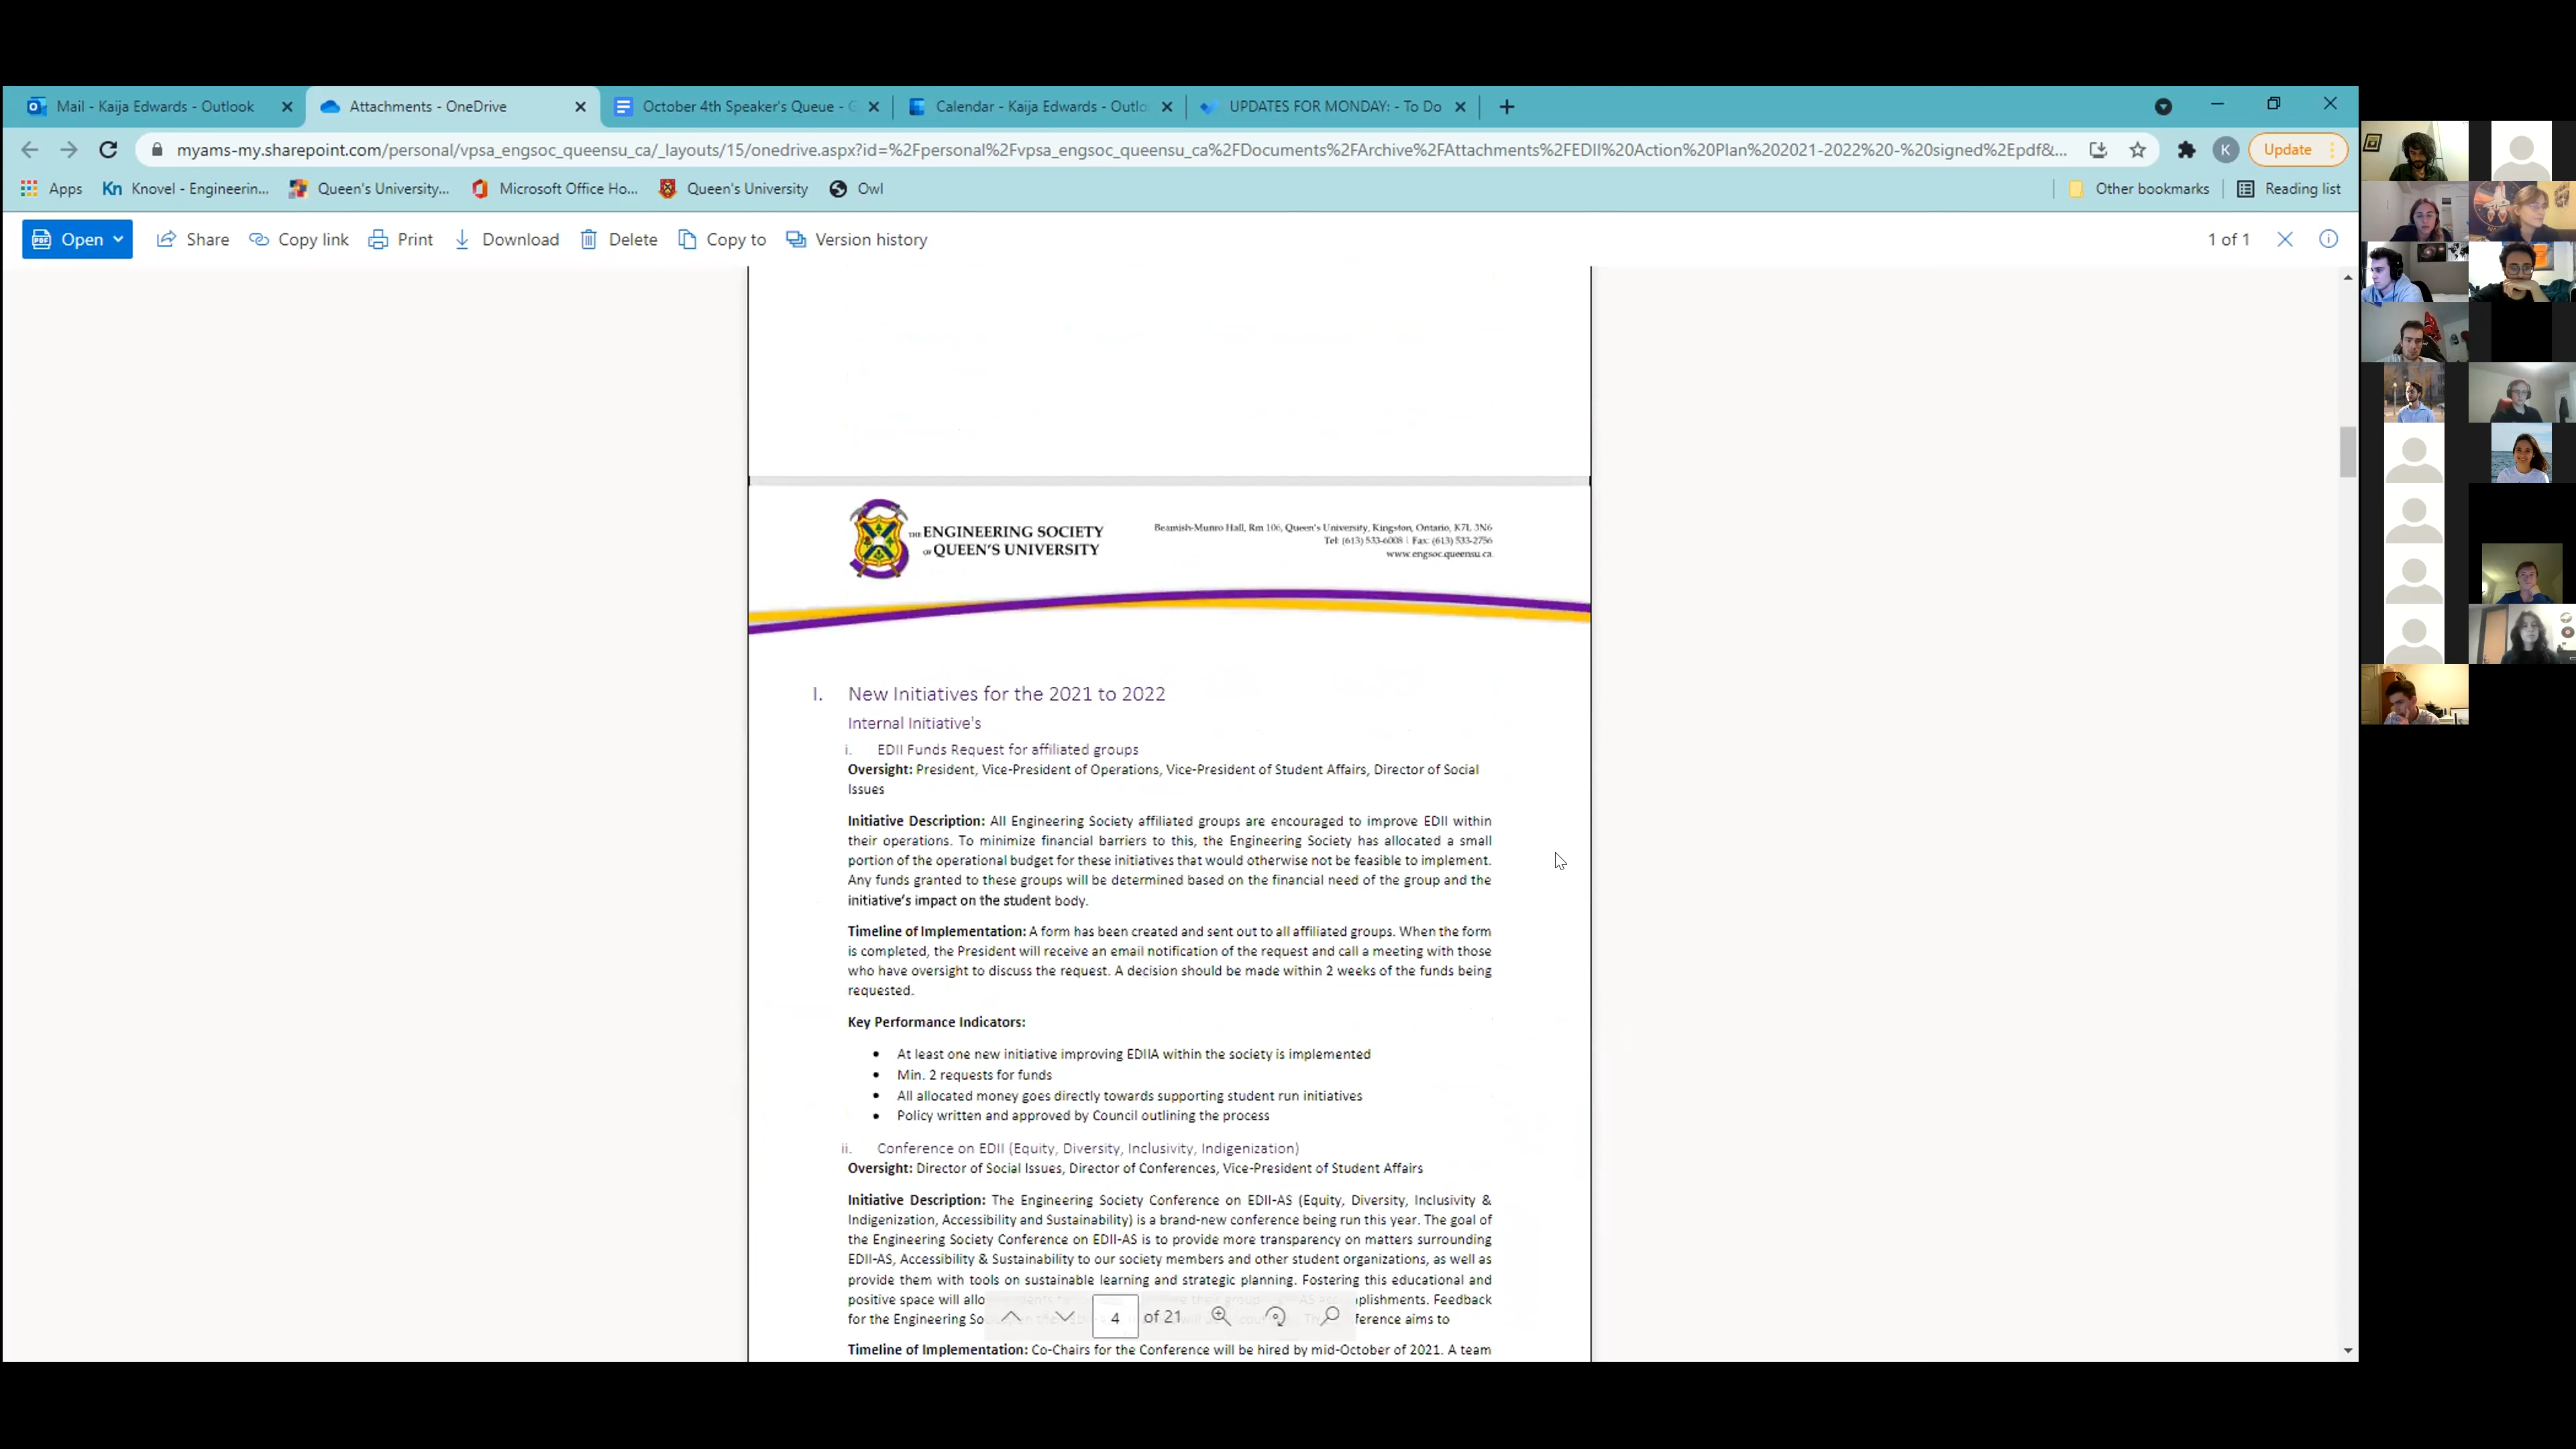 Mail - Kaija Edwards - Outlook
Attachments - OneDrive
October 4th Speaker's Queue - G
Calendar - Kaija Edwards - Outlo
UPDATES FOR MONDAY: - To Do
myams-my.sharepoint.com/personal/vpsa_engsoc_queensu_ca/_layouts/15/onedrive.aspx?id=%2Fpersonal%2Fvpsa_engsoc_queensu_ca%2FDocuments%2FArchive%2FAttachments%2FEDII%20Action%20Plan%202021-2022%20-%20signed%2Epdf&...
K
Update
Apps
Kn Knovel - Engineerin...
Queen's University...
Microsoft Office Ho...
Queen's University
Owl
Other bookmarks
Reading list
PDF Open
Share
Copy link
Print
Download
Delete
Copy to
Version history
1 of 1
THE ENGINEERING SOCIETY
OF QUEEN'S UNIVERSITY
Beamish-Munro Hall, Rm 106, Queen's University, Kingston, Ontario, K7L 3N6
Tel: (613) 533-6008 | Fax: (613) 533-2756
www.engsoc.queensu.ca
I. New Initiatives for the 2021 to 2022
Internal Initiative's
i. EDII Funds Request for affiliated groups
Oversight: President, Vice-President of Operations, Vice-President of Student Affairs, Director of Social
Issues
Initiative Description: All Engineering Society affiliated groups are encouraged to improve EDII within
their operations. To minimize financial barriers to this, the Engineering Society has allocated a small
portion of the operational budget for these initiatives that would otherwise not be feasible to implement.
Any funds granted to these groups will be determined based on the financial need of the group and the
initiative's impact on the student body.
Timeline of Implementation: A form has been created and sent out to all affiliated groups. When the form
is completed, the President will receive an email notification of the request and call a meeting with those
who have oversight to discuss the request. A decision should be made within 2 weeks of the funds being
requested.
Key Performance Indicators:
• At least one new initiative improving EDIIA within the society is implemented
• Min. 2 requests for funds
• All allocated money goes directly towards supporting student run initiatives
• Policy written and approved by Council outlining the process
ii. Conference on EDII (Equity, Diversity, Inclusivity, Indigenization)
Oversight: Director of Social Issues, Director of Conferences, Vice-President of Student Affairs
Initiative Description: The Engineering Society Conference on EDII-AS (Equity, Diversity, Inclusivity &
Indigenization, Accessibility and Sustainability) is a brand-new conference being run this year. The goal of
the Engineering Society Conference on EDII-AS is to provide more transparency on matters surrounding
EDII-AS, Accessibility & Sustainability to our society members and other student organizations, as well as
provide them with tools on sustainable learning and strategic planning. Fostering this educational and
positive space will allo plishments. Feedback
for the Engineering So ference aims to
4 of 21
Timeline of Implementation: Co-Chairs for the Conference will be hired by mid-October of 2021. A team